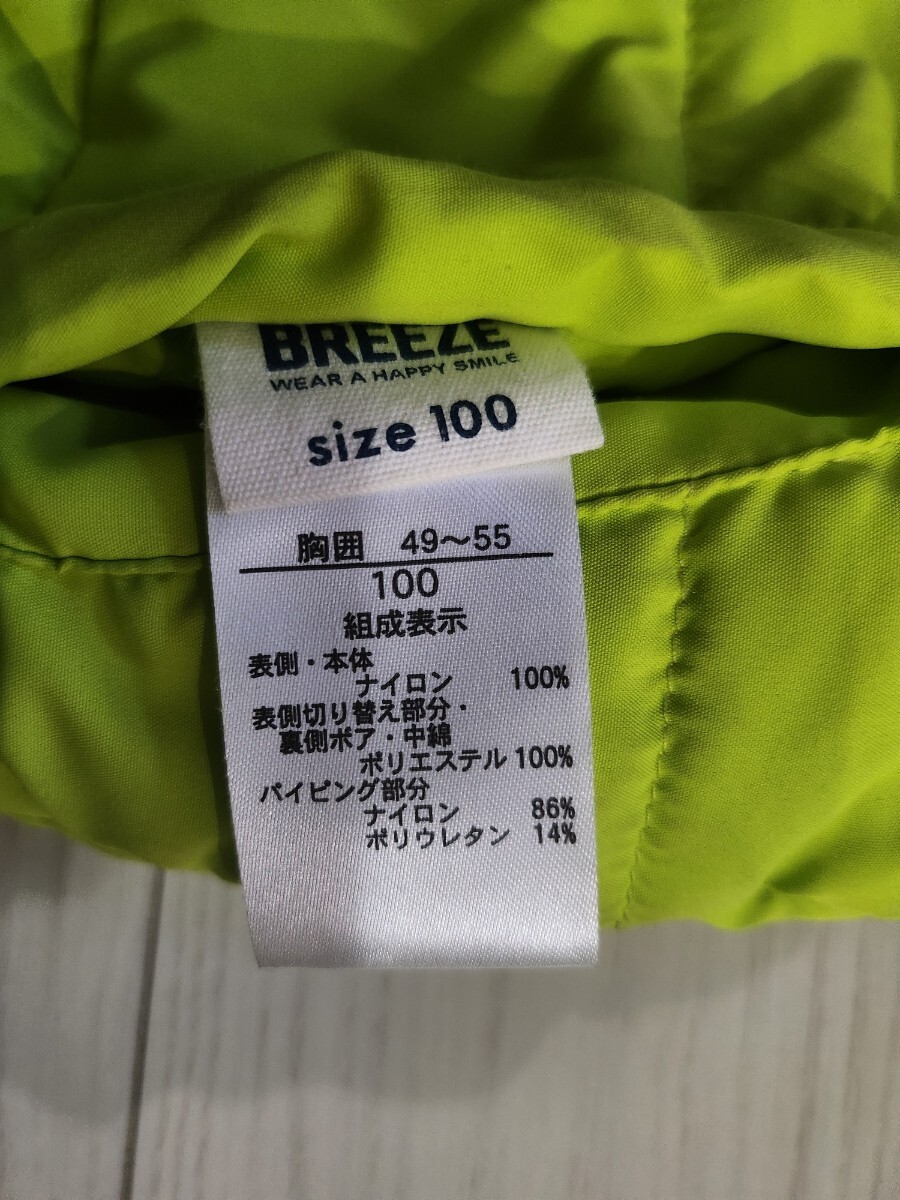 BREEZE
WEAR A HAPPY SMILE
size 100
胸囲 49～55
100
組成表示
表側・本体
ナイロン 100%
表側切り替え部分・
裏側ボア・中綿
ポリエステル 100%
パイピング部分
ナイロン 86%
ポリウレタン 14%